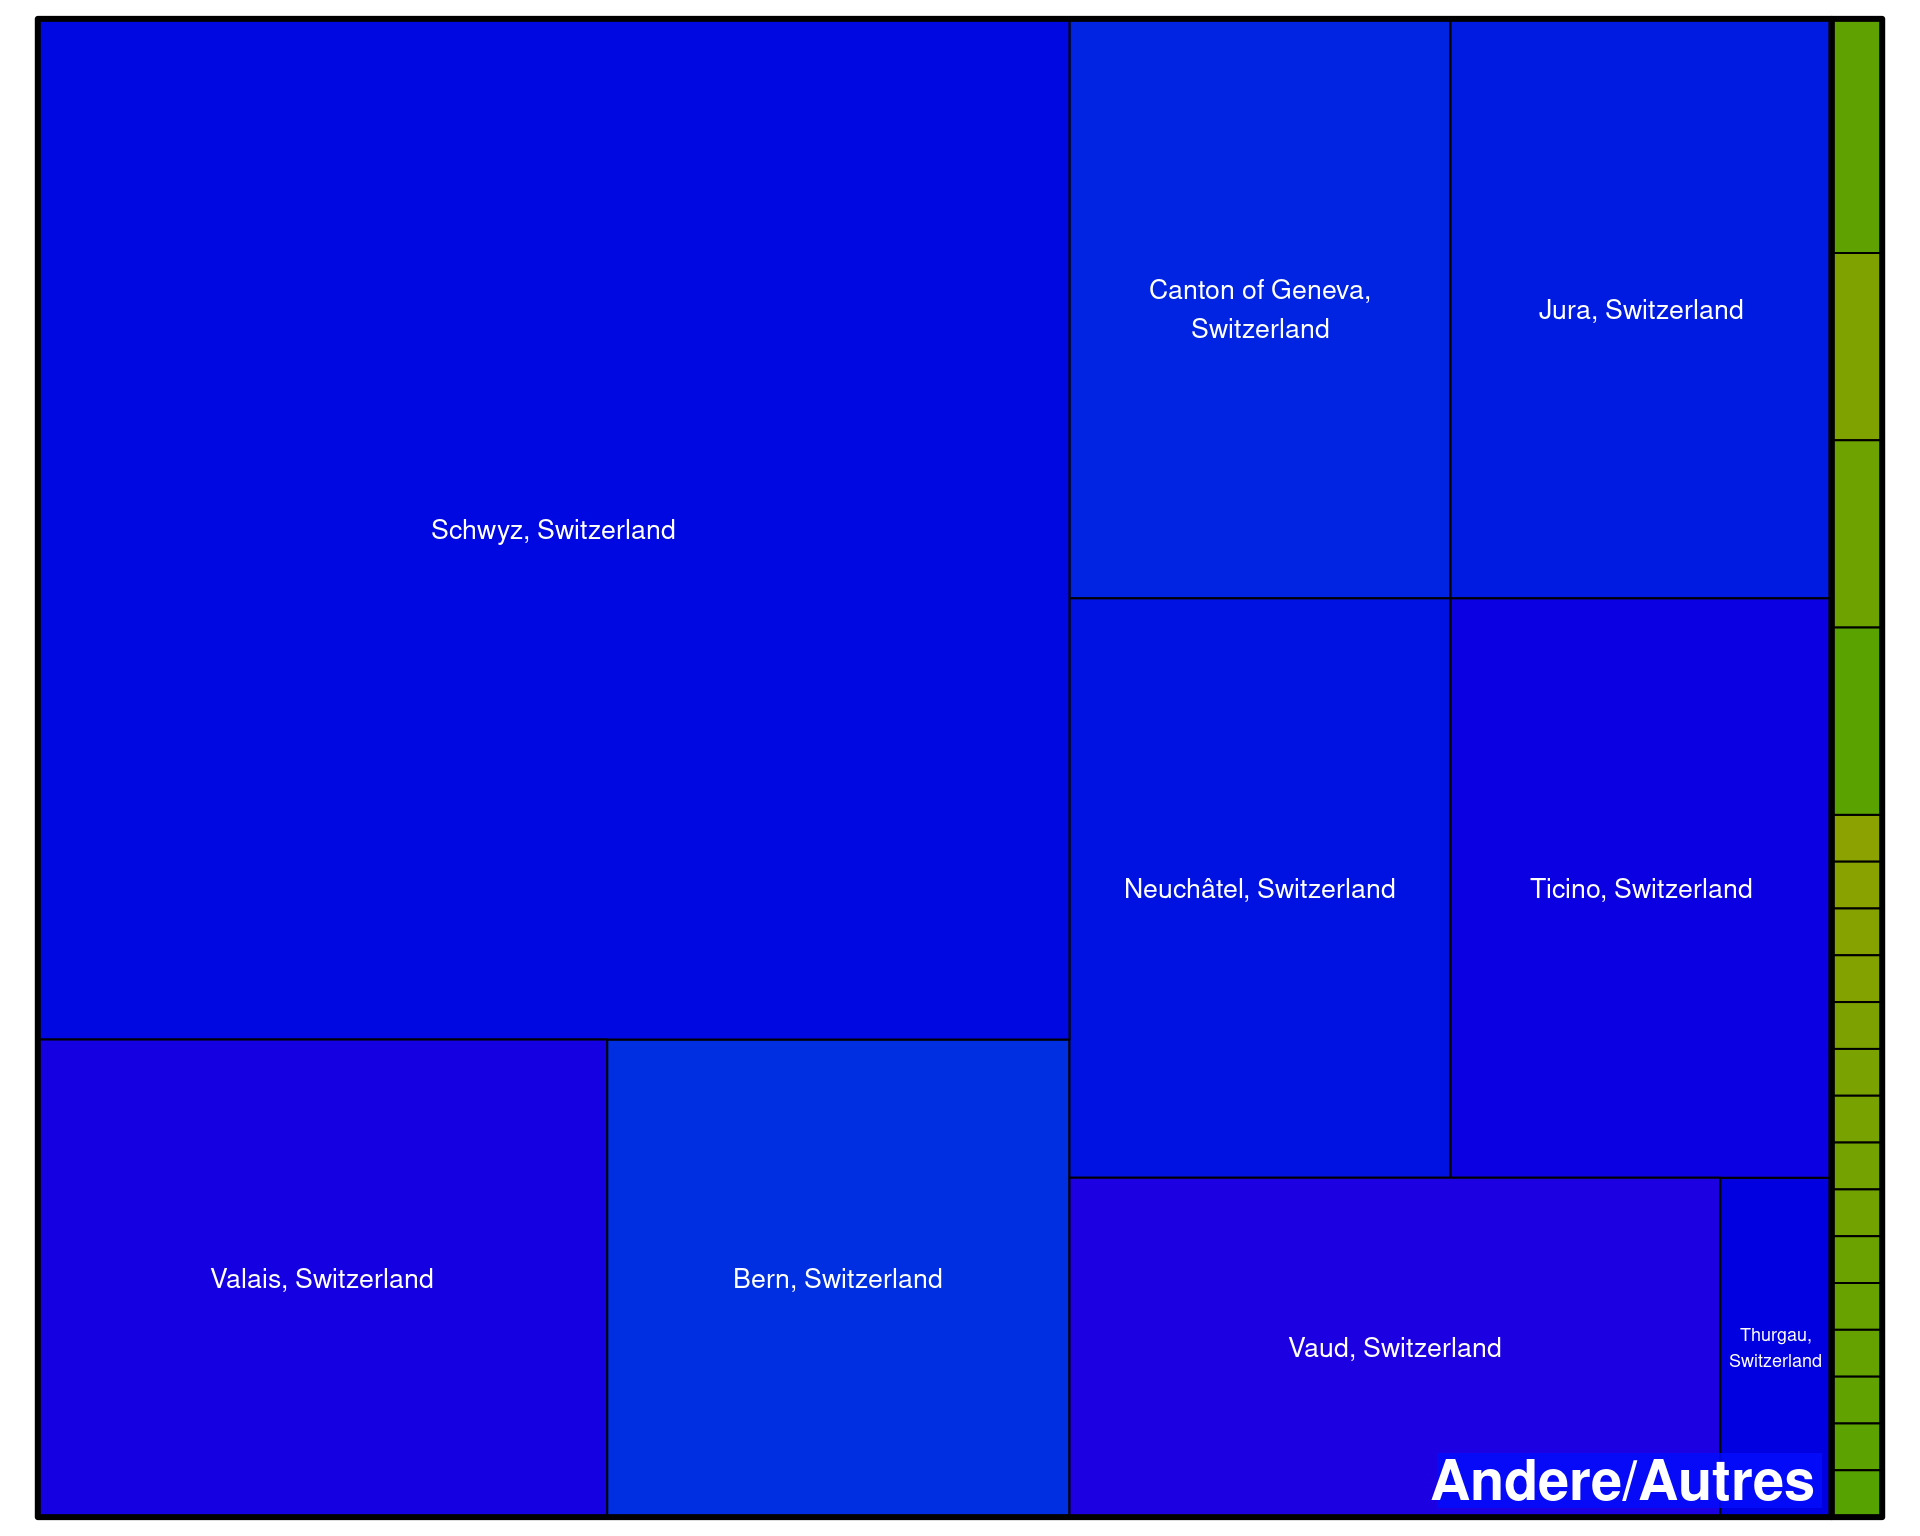 Canton of Geneva,
Switzerland
Jura, Switzerland
Schwyz, Switzerland
Neuchâtel, Switzerland
Ticino, Switzerland
Valais, Switzerland
Bern, Switzerland
Vaud, Switzerland
Thurgau,
Switzerland
Andere/Autres